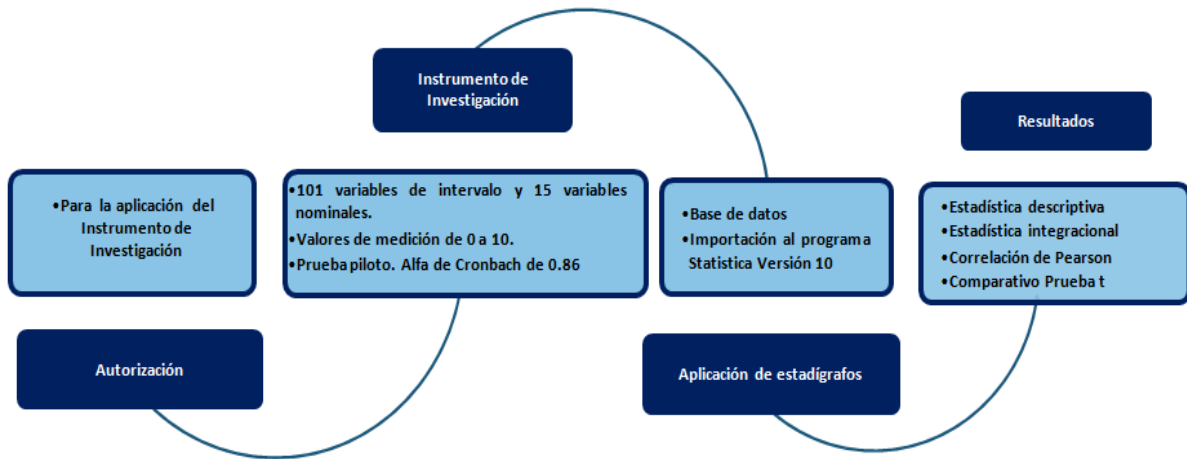 Autorización
•Para la aplicación del
Instrumento de
Investigación
Instrumento de
Investigación
•101 variables de intervalo y 15 variables
nominales.
•Valores de medición de 0 a 10.
•Prueba piloto. Alfa de Cronbach de 0.86
Aplicación de estadígrafos
•Base de datos
•Importación al programa
Statistica Versión 10
Resultados
•Estadística descriptiva
•Estadística integracional
•Correlación de Pearson
•Comparativo Prueba t